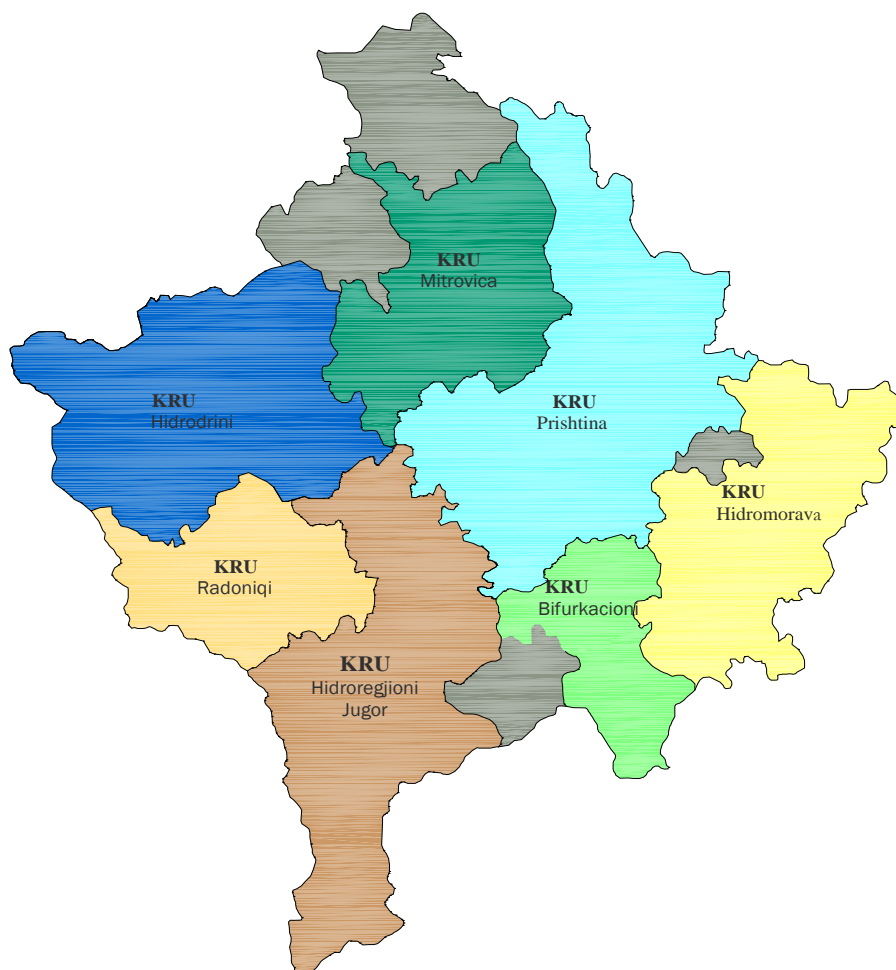 KRU
Mitrovica
KRU
Hidrodrini
KRU
Prishtina
KRU
Hidromorava
KRU
Radoniqi
KRU
Bifurkacioni
KRU
Hidroregjioni
Jugor